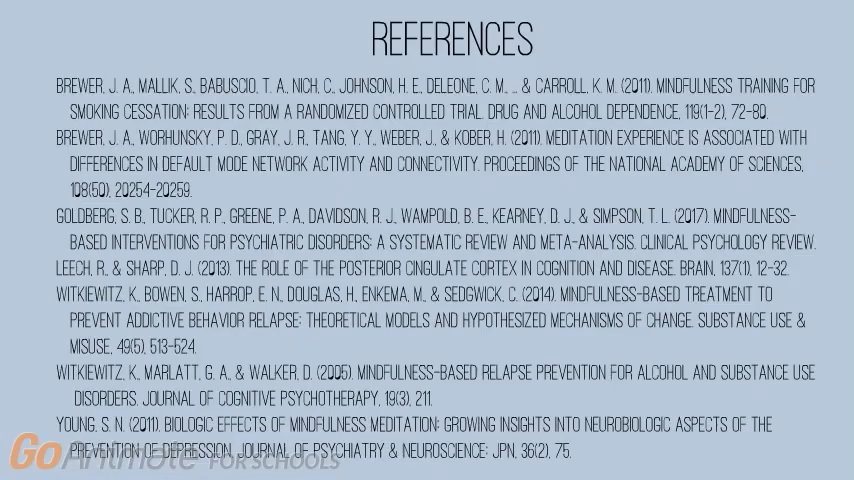 REFERENCES
BREWER, J. A., MALLIK, S., BABUSCIO, T. A., NICH, C., JOHNSON, H. E., DELEONE, C. M., ... & CARROLL, K. M. (2011). MINDFULNESS TRAINING FOR
SMOKING CESSATION: RESULTS FROM A RANDOMIZED CONTROLLED TRIAL. DRUG AND ALCOHOL DEPENDENCE, 119(1-2), 72-80.
BREWER, J. A., WORHUNSKY, P. D., GRAY, J. R., TANG, Y. Y., WEBER, J., & KOBER, H. (2011). MEDITATION EXPERIENCE IS ASSOCIATED WITH
DIFFERENCES IN DEFAULT MODE NETWORK ACTIVITY AND CONNECTIVITY. PROCEEDINGS OF THE NATIONAL ACADEMY OF SCIENCES,
108(50), 20254-20259.
GOLDBERG, S. B., TUCKER, R. P., GREENE, P. A., DAVIDSON, R. J., WAMPOLD, B. E., KEARNEY, D. J., & SIMPSON, T. L. (2017). MINDFULNESS-
BASED INTERVENTIONS FOR PSYCHIATRIC DISORDERS: A SYSTEMATIC REVIEW AND META-ANALYSIS. CLINICAL PSYCHOLOGY REVIEW.
LEECH, R., & SHARP, D. J. (2013). THE ROLE OF THE POSTERIOR CINGULATE CORTEX IN COGNITION AND DISEASE. BRAIN, 137(1), 12-32.
WITKIEWITZ, K., BOWEN, S., HARROP, E. N., DOUGLAS, H., ENKEMA, M., & SEDGWICK, C. (2014). MINDFULNESS-BASED TREATMENT TO
PREVENT ADDICTIVE BEHAVIOR RELAPSE: THEORETICAL MODELS AND HYPOTHESIZED MECHANISMS OF CHANGE. SUBSTANCE USE &
MISUSE, 49(5), 513-524.
WITKIEWITZ, K., MARLATT, G. A., & WALKER, D. (2005). MINDFULNESS-BASED RELAPSE PREVENTION FOR ALCOHOL AND SUBSTANCE USE
DISORDERS. JOURNAL OF COGNITIVE PSYCHOTHERAPY, 19(3), 211.
YOUNG, S. N. (2011). BIOLOGIC EFFECTS OF MINDFULNESS MEDITATION: GROWING INSIGHTS INTO NEUROBIOLOGIC ASPECTS OF THE
PREVENTION OF DEPRESSION. JOURNAL OF PSYCHIATRY & NEUROSCIENCE: JPN, 36(2), 75.
GoAnimate FOR SCHOOLS